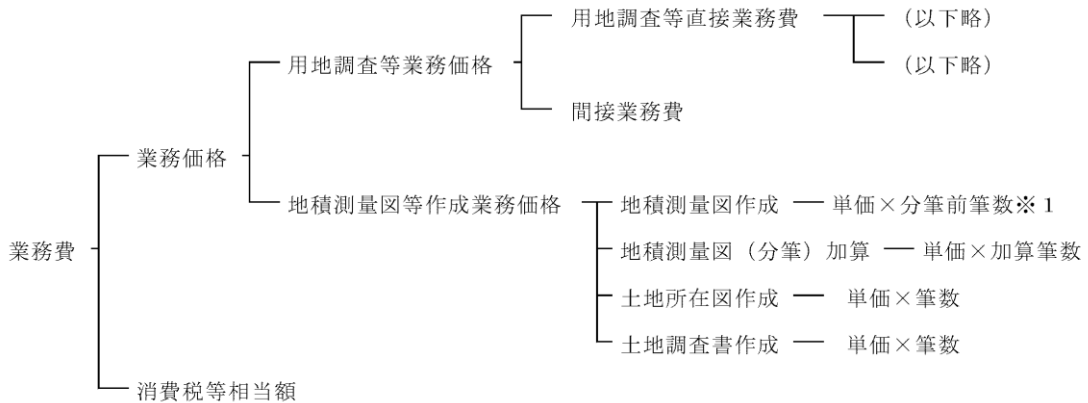 用地調査等直接業務費
（以下略）
用地調査等業務価格
（以下略）
間接業務費
業務価格
地積測量図等作成業務価格
地積測量図作成
単価×分筆前筆数※１
業務費
地積測量図（分筆）加算
単価×加算筆数
土地所在図作成
単価×筆数
土地調査書作成
単価×筆数
消費税等相当額